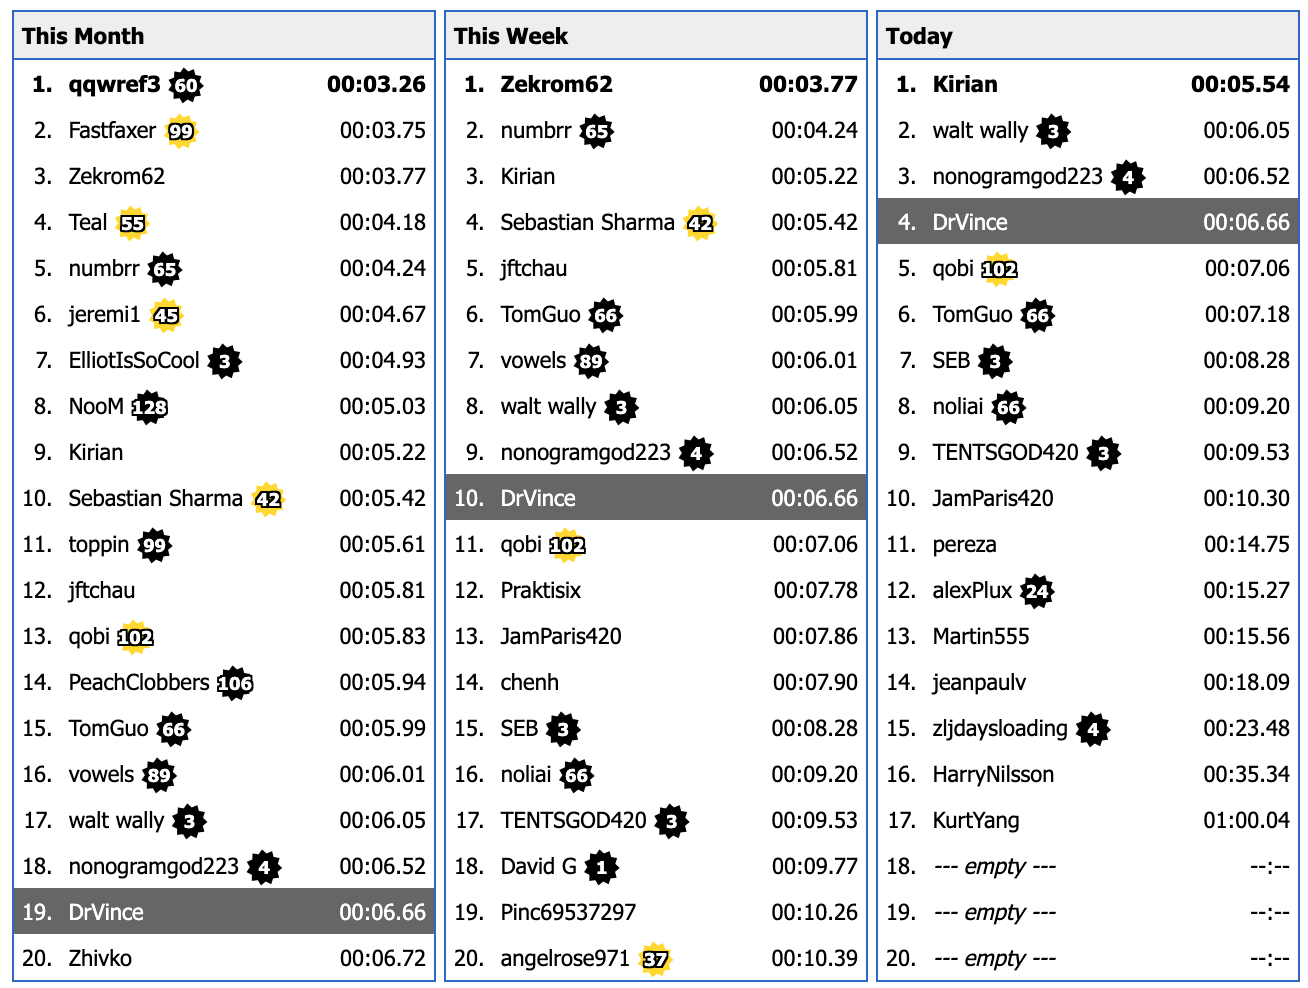 This Month
1. qqwref3 60 00:03.26
2. Fastfaxer 99 00:03.75
3. Zekrom62 00:03.77
4. Teal 55 00:04.18
5. numbrr 65 00:04.24
6. jeremi1 45 00:04.67
7. ElliotIsSoCool 3 00:04.93
8. NooM 128 00:05.03
9. Kirian 00:05.22
10. Sebastian Sharma 42 00:05.42
11. toppin 99 00:05.61
12. jftchau 00:05.81
13. qobi 102 00:05.83
14. PeachClobbers 106 00:05.94
15. TomGuo 66 00:05.99
16. vowels 89 00:06.01
17. walt wally 3 00:06.05
18. nonogramgod223 4 00:06.52
19. DrVince 00:06.66
20. Zhivko 00:06.72
This Week
1. Zekrom62 00:03.77
2. numbrr 65 00:04.24
3. Kirian 00:05.22
4. Sebastian Sharma 42 00:05.42
5. jftchau 00:05.81
6. TomGuo 66 00:05.99
7. vowels 89 00:06.01
8. walt wally 3 00:06.05
9. nonogramgod223 4 00:06.52
10. DrVince 00:06.66
11. qobi 102 00:07.06
12. Praktisix 00:07.78
13. JamParis420 00:07.86
14. chenh 00:07.90
15. SEB 3 00:08.28
16. noliai 66 00:09.20
17. TENTSGOD420 3 00:09.53
18. David G 1 00:09.77
19. Pinc69537297 00:10.26
20. angelrose971 37 00:10.39
Today
1. Kirian 00:05.54
2. walt wally 3 00:06.05
3. nonogramgod223 4 00:06.52
4. DrVince 00:06.66
5. qobi 102 00:07.06
6. TomGuo 66 00:07.18
7. SEB 3 00:08.28
8. noliai 66 00:09.20
9. TENTSGOD420 3 00:09.53
10. JamParis420 00:10.30
11. pereza 00:14.75
12. alexPlux 24 00:15.27
13. Martin555 00:15.56
14. jeanpaulv 00:18.09
15. zljdaysloading 4 00:23.48
16. HarryNilsson 00:35.34
17. KurtYang 01:00.04
18. --- empty --- --:--
19. --- empty --- --:--
20. --- empty --- --:--